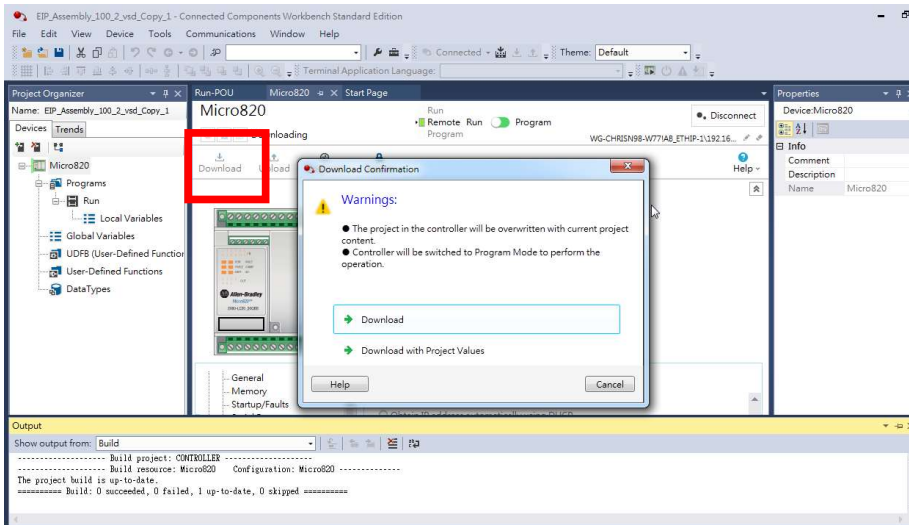 EIP_Assembly_100_2_vsd_Copy_1 - Connected Components Workbench Standard Edition
File Edit View Device Tools Communications Window Help
Connected
Theme: Default
Terminal Application Language:
Project Organizer
Name: EIP_Assembly_100_2_vsd_Copy_1
Devices Trends
Micro820
Programs
Run
Local Variables
Global Variables
UDFB (User-Defined Function
User-Defined Functions
DataTypes
Run-POU Micro820 Start Page
Micro820
Run
Remote Run Program
Program
Disconnect
nloading
WG-CHRISN98-W77IA8_ETHIP-1\192.16...
Download Upload
Help
Allen-Bradley
Micro820
General
Memory
Startup/Faults
Download Confirmation
Warnings:
● The project in the controller will be overwritten with current project
content.
● Controller will be switched to Program Mode to perform the
operation.
Download
Download with Project Values
Help Cancel
Properties
Device:Micro820
Info
Comment
Description
Name Micro820
Output
Show output from: Build
------------------- Build project: CONTROLLER -------------------
------------------- Build resource: Micro820 Configuration: Micro820 -------------
The project build is up-to-date.
========== Build: 0 succeeded, 0 failed, 1 up-to-date, 0 skipped ==========